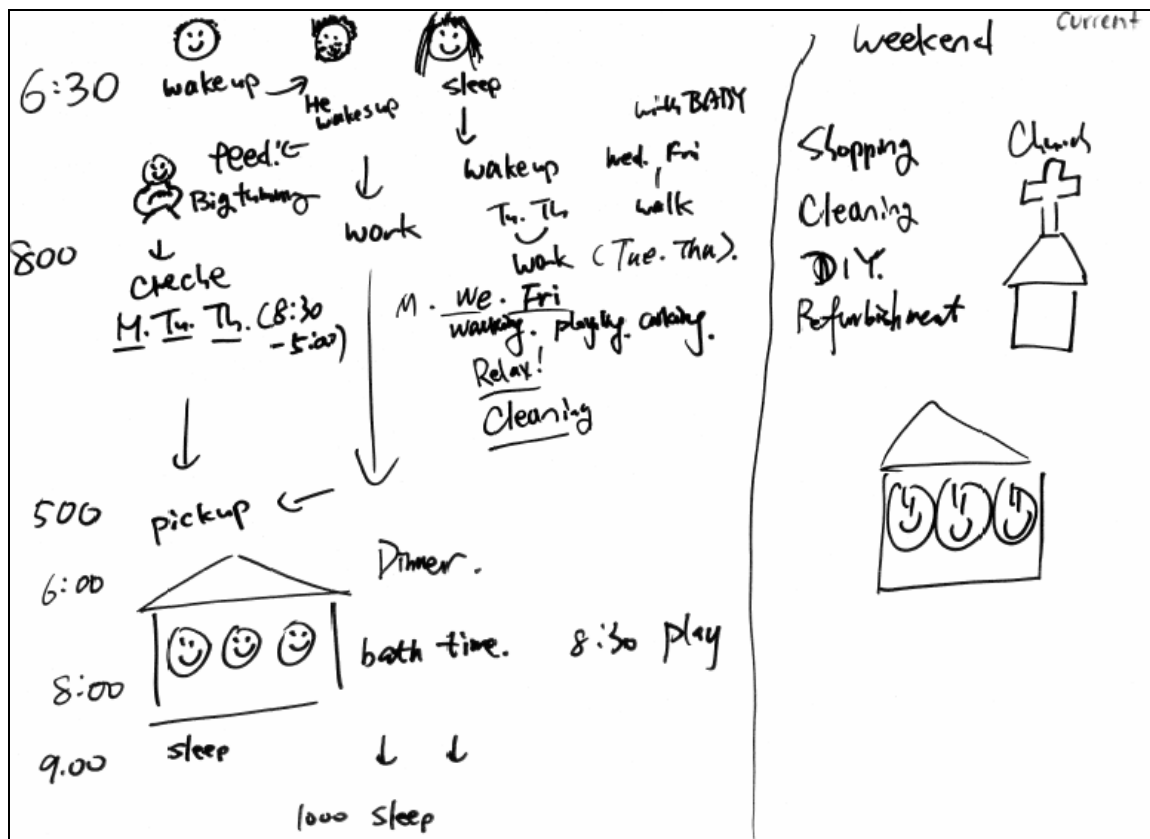 current
weekend
6:30
wakeup
He
wakesup
sleep
with BABY
feed.
Big tummy
wakeup
Wed. Fri
walk
Tu. Th
800
work
work (Tue. Thu).
creche
M. Tu. Th. (8:30
-5:00)
M. We. Fri
walking. playing. cooking.
Relax!
Cleaning
500
pickup
6:00
Dinner.
bath time.
8:30 play
8:00
9.00
sleep
1000 sleep
Shopping
Church
Cleaning
DIY.
Refurbishment